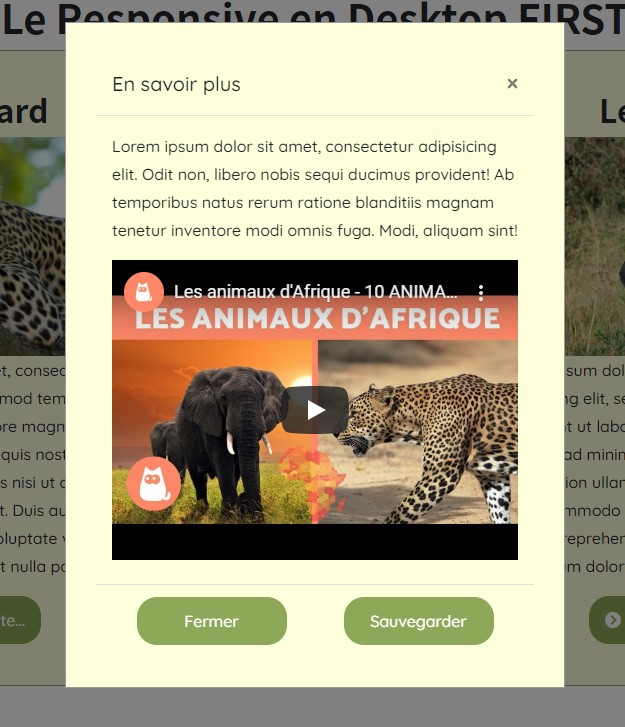 Le Responsive en Desktop FIRST
ard
Le
En savoir plus
×
Lorem ipsum dolor sit amet, consectetur adipisicing
elit. Odit non, libero nobis sequi ducimus provident! Ab
temporibus natus rerum ratione blanditiis magnam
tenetur inventore modi omnis fuga. Modi, aliquam sint!
Les animaux d'Afrique - 10 ANIMA...
LES ANIMAUX D'AFRIQUE
et, consec
mod tem
ore magn
quis nost
s nisi ut a
t. Duis au
oluptate v
t nulla pa
te...
sum dol
ng elit, se
nt ut labo
ad minim
ion ullam
mmodo
reprehen
m dolor
Fermer
Sauvegarder